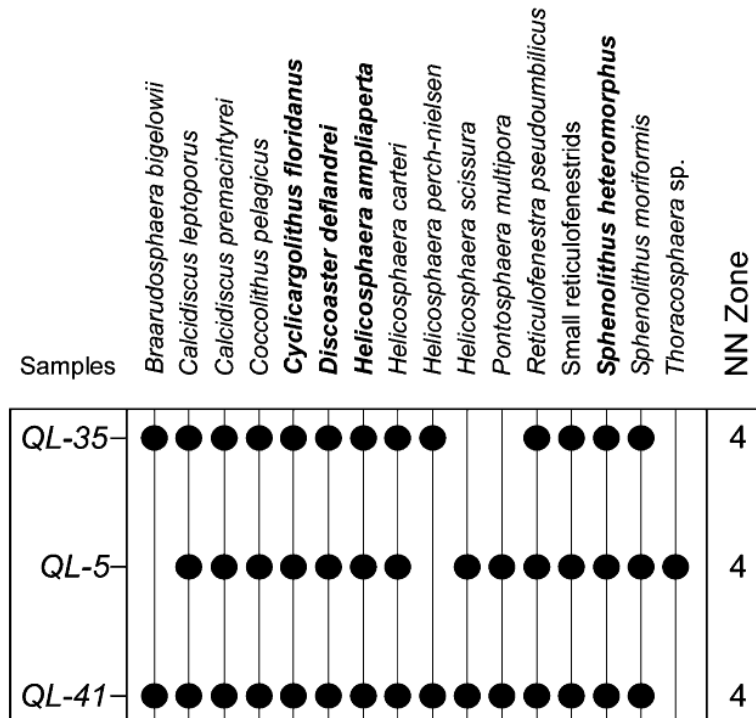 Samples
Braarudosphaera bigelowii
Calcidiscus leptoporus
Calcidiscus premacintyrei
Coccolithus pelagicus
Cyclicargolithus floridanus
Discoaster deflandrei
Helicosphaera ampliaperta
Helicosphaera carteri
Helicosphaera perch-nielsen
Helicosphaera scissura
Pontosphaera multipora
Reticulofenestra pseudoumbilicus
Small reticulofenestrids
Sphenolithus heteromorphus
Sphenolithus moriformis
Thoracosphaera sp.
NN Zone
QL-35 4
QL-5 4
QL-41 4